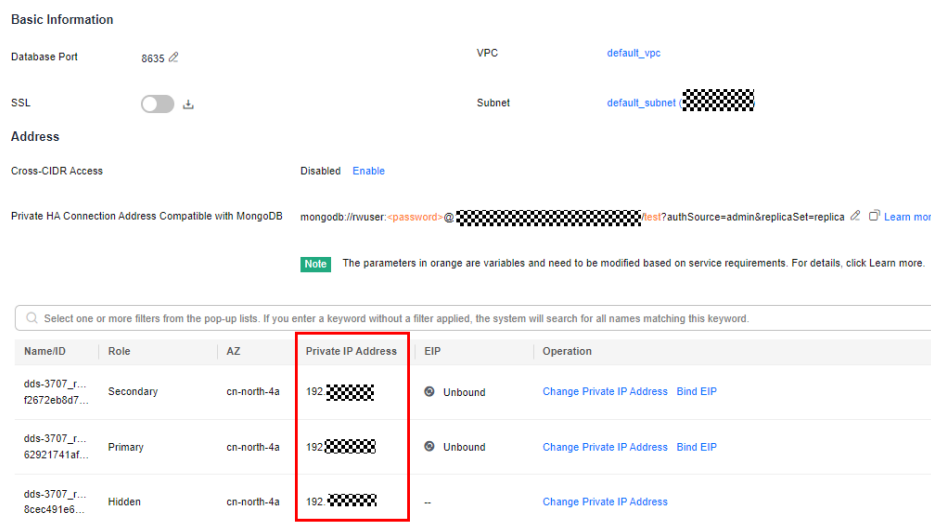 Basic Information
Database Port 8635 VPC default_vpc
SSL Subnet default_subnet (
Address
Cross-CIDR Access Disabled Enable
Private HA Connection Address Compatible with MongoDB mongodb://rwuser:<password>@ /test?authSource=admin&replicaSet=replica Learn mor
Note The parameters in orange are variables and need to be modified based on service requirements. For details, click Learn more.
Select one or more filters from the pop-up lists. If you enter a keyword without a filter applied, the system will search for all names matching this keyword.
Name/ID Role AZ Private IP Address EIP Operation
dds-3707_r...
f2672eb8d7... Secondary cn-north-4a 192. Unbound Change Private IP Address Bind EIP
dds-3707_r...
62921741af... Primary cn-north-4a 192. Unbound Change Private IP Address Bind EIP
dds-3707_r...
8cec491e6... Hidden cn-north-4a 192. -- Change Private IP Address